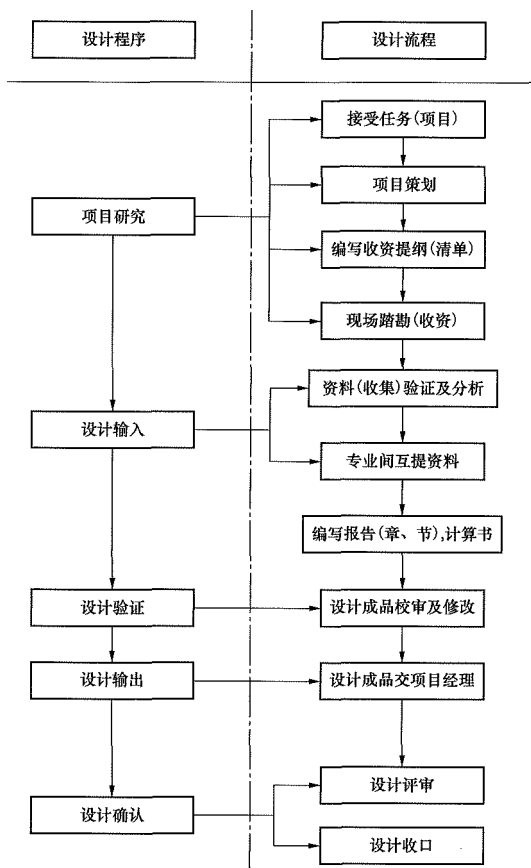 设计程序
设计流程
接受任务(项目)
项目策划
项目研究
编写收资提纲(清单)
现场踏勘(收资)
资料(收集)验证及分析
设计输入
专业间互提资料
编写报告(章、节),计算书
设计验证
设计成品校审及修改
设计输出
设计成品交项目经理
设计评审
设计确认
设计收口